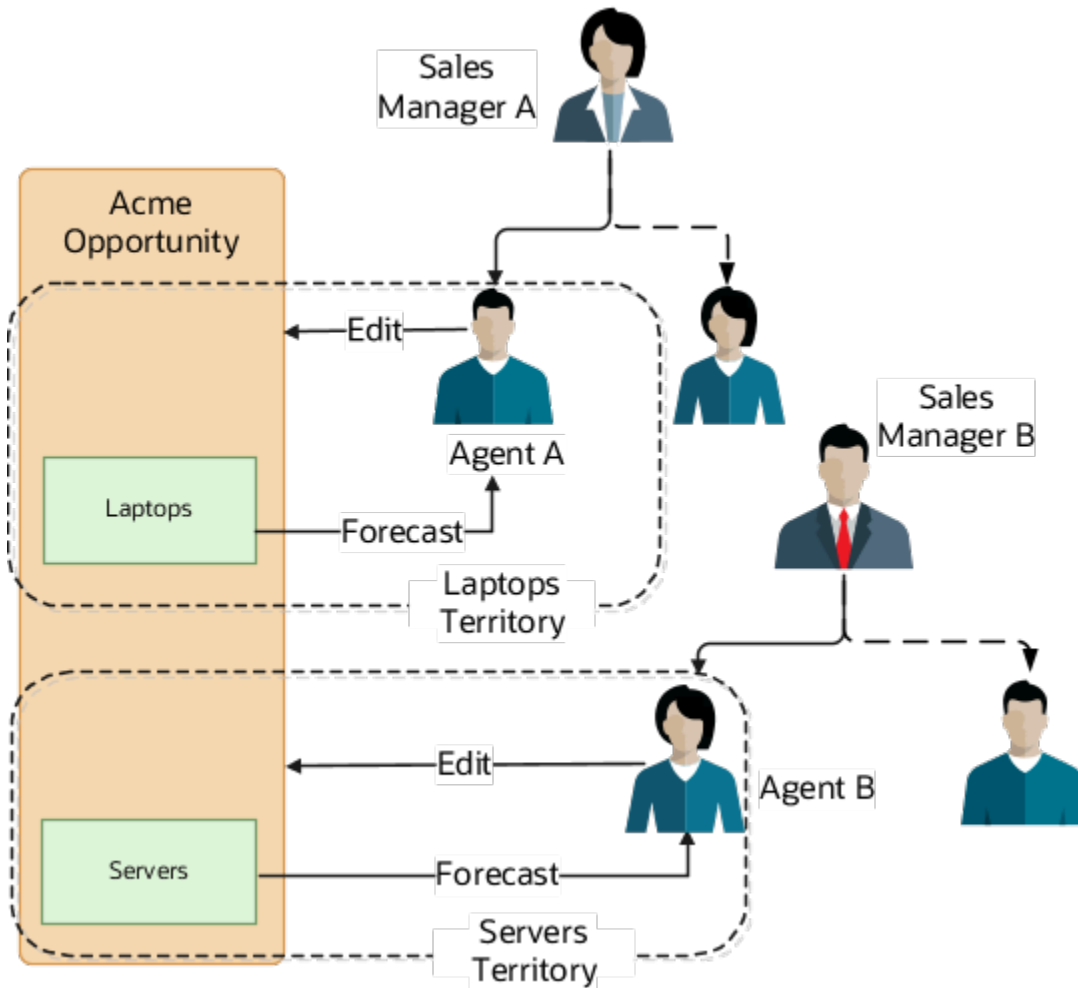 Sales
Manager A
Acme
Opportunity
Edit
Agent A
Laptops
Forecast
Laptops
Territory
Sales
Manager B
Edit
Agent B
Servers
Forecast
Servers
Territory